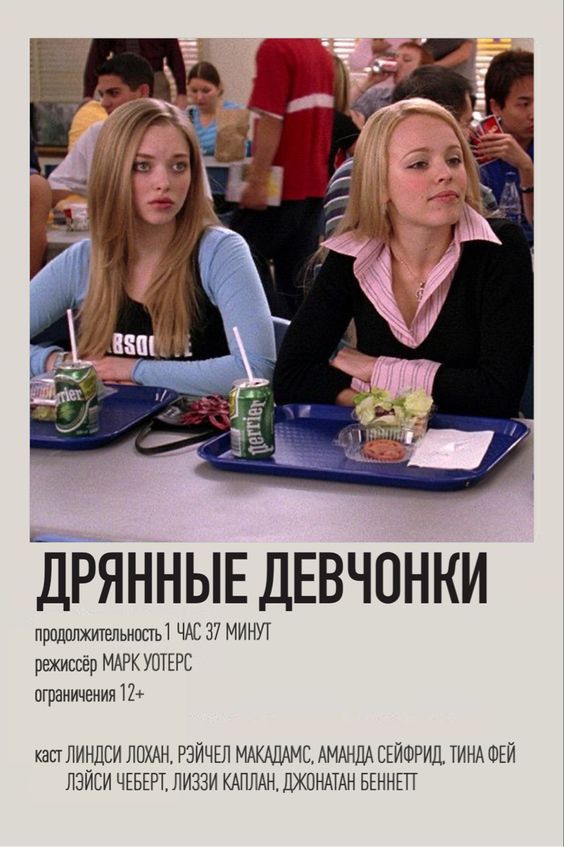 ABSOLUTE
perrier
perrier
ДРЯННЫЕ ДЕВЧОНКИ
продолжительность 1 ЧАС 37 МИНУТ
режиссёр МАРК УОТЕРС
ограничения 12+
каст ЛИНДСИ ЛОХАН, РЭЙЧЕЛ МАКАДАМС, АМАНДА СЕЙФРИД, ТИНА ФЕЙ
ЛЭЙСИ ЧЕБЕРТ, ЛИЗЗИ КАПЛАН, ДЖОНАТАН БЕННЕТТ